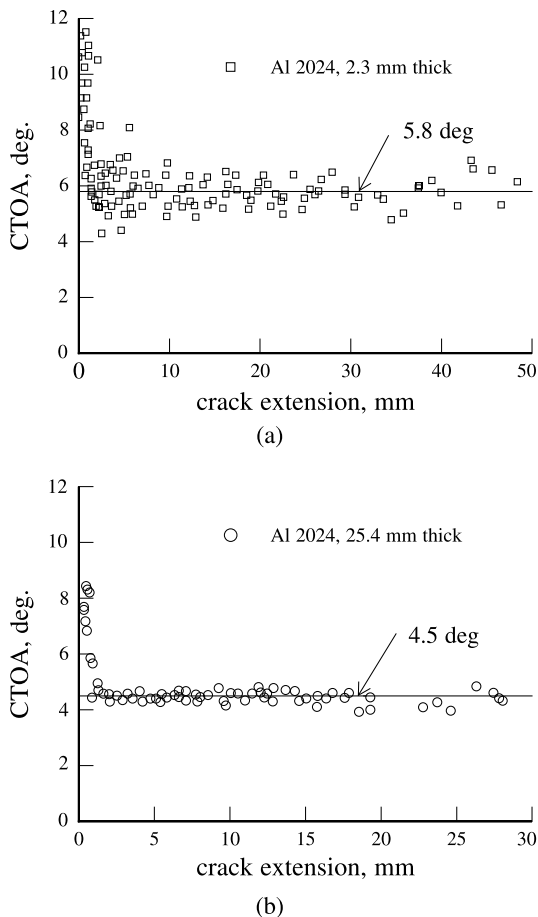 12
10
8
6
4
2
0
CTOA, deg.
Al 2024, 2.3 mm thick
5.8 deg
0 10 20 30 40 50
crack extension, mm
(a)
12
10
8
6
4
2
0
CTOA, deg.
Al 2024, 25.4 mm thick
4.5 deg
0 5 10 15 20 25 30
crack extension, mm
(b)